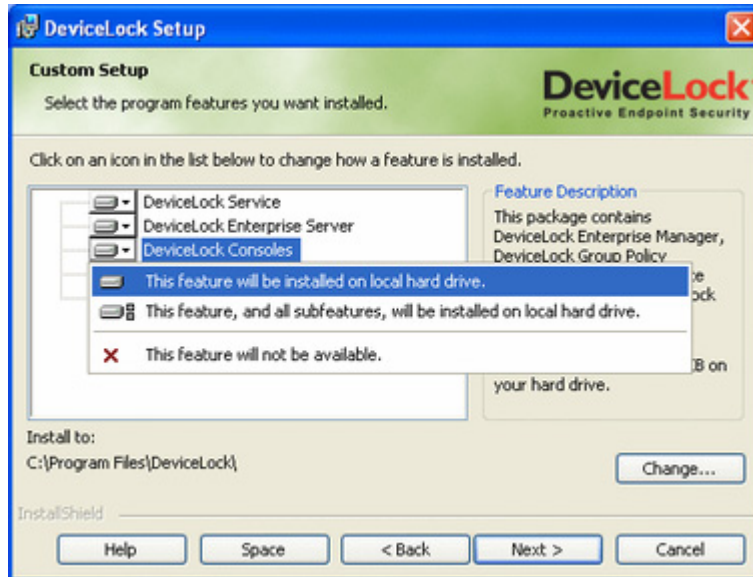 DeviceLock Setup
Custom Setup
Select the program features you want installed.
DeviceLock
Proactive Endpoint Security
Click on an icon in the list below to change how a feature is installed.
DeviceLock Service
DeviceLock Enterprise Server
DeviceLock Consoles
This feature will be installed on local hard drive.
This feature, and all subfeatures, will be installed on local hard drive.
This feature will not be available.
Feature Description
This package contains
DeviceLock Enterprise Manager,
DeviceLock Group Policy
on
your hard drive.
Install to:
C:\Program Files\DeviceLock\
Change...
InstallShield
Help
Space
< Back
Next >
Cancel